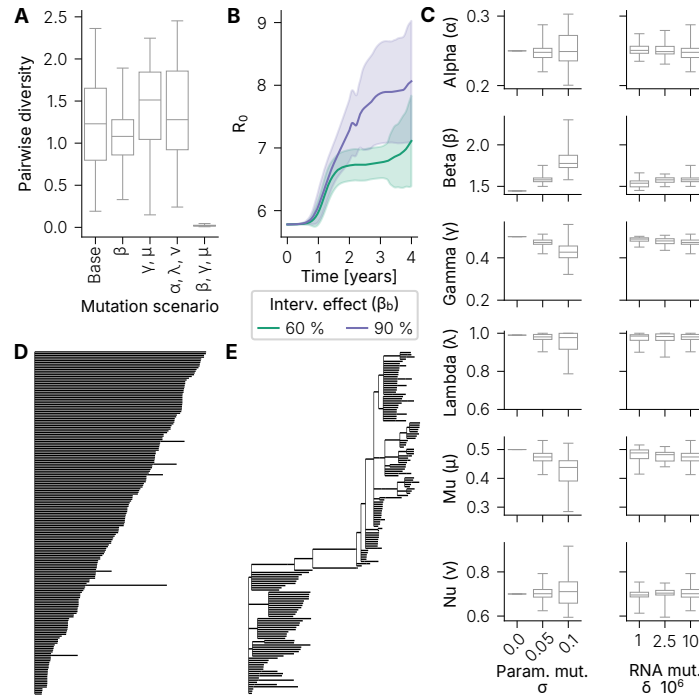 A
Pairwise diversity
2.5
2.0
1.5
1.0
0.5
0.0
Base
β
γ, μ
α, λ, ν
β, γ, μ
Mutation scenario
B
R0
9
8
7
6
0 1 2 3 4
Time [years]
Interv. effect (βb)
60 %
90 %
C
Alpha (α)
0.3
0.2
Beta (β)
2.0
1.5
Gamma (γ)
0.4
0.2
Lambda (λ)
1.0
0.8
0.6
Mu (μ)
0.5
0.4
0.3
Nu (ν)
0.8
0.6
0.0 0.05 0.1
Param. mut.
σ
1 2.5 10
RNA mut.
δ 10⁶
D
E